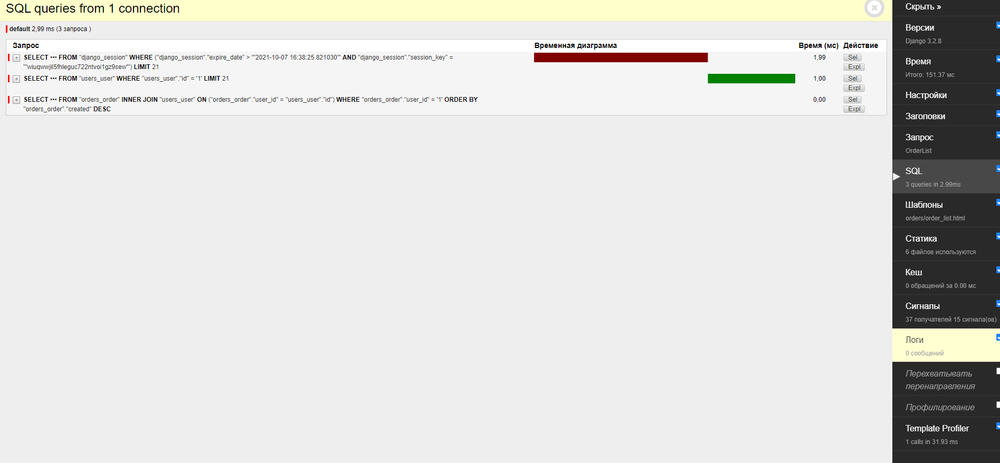 SQL queries from 1 connection
default 2,99 ms (3 запроса )
Запрос Временная диаграмма Время (мс) Действие
+ SELECT ••• FROM "django_session" WHERE ("django_session"."expire_date" > "'2021-10-07 16:38:25.821030'" AND "django_session"."session_key" = 1,99 Sel
"'wiuqwwjil5fhleguc722ntvoi1gz9sew'") LIMIT 21 Expl
+ SELECT ••• FROM "users_user" WHERE "users_user"."id" = '1' LIMIT 21 1,00 Sel
Expl
+ SELECT ••• FROM "orders_order" INNER JOIN "users_user" ON ("orders_order"."user_id" = "users_user"."id") WHERE "orders_order"."user_id" = '1' ORDER BY 0,00 Sel
"orders_order"."created" DESC Expl
Скрыть »
Версии
Django 3.2.8
Время
Итого: 151.37 мс
Настройки
Заголовки
Запрос
OrderList
SQL
3 queries in 2.99ms
Шаблоны
orders/order_list.html
Статика
6 файлов используются
Кеш
0 обращений за 0.00 мс
Сигналы
37 получателей 15 сигнала(ов)
Логи
0 сообщений
Перехватывать
перенаправления
Профилирование
Template Profiler
1 calls in 31.93 ms